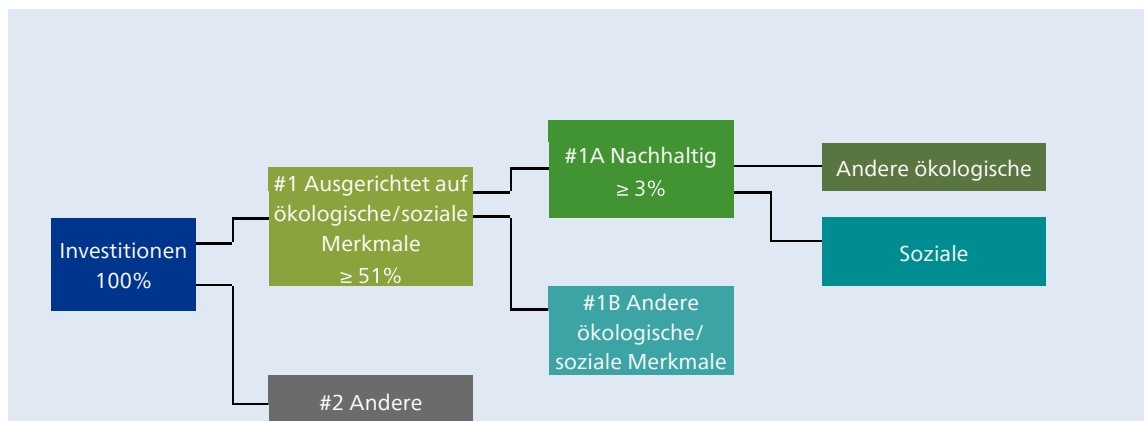 Investitionen
100%
#1 Ausgerichtet auf
ökologische/soziale
Merkmale
≥ 51%
#2 Andere
#1A Nachhaltig
≥ 3%
#1B Andere
ökologische/
soziale Merkmale
Andere ökologische
Soziale